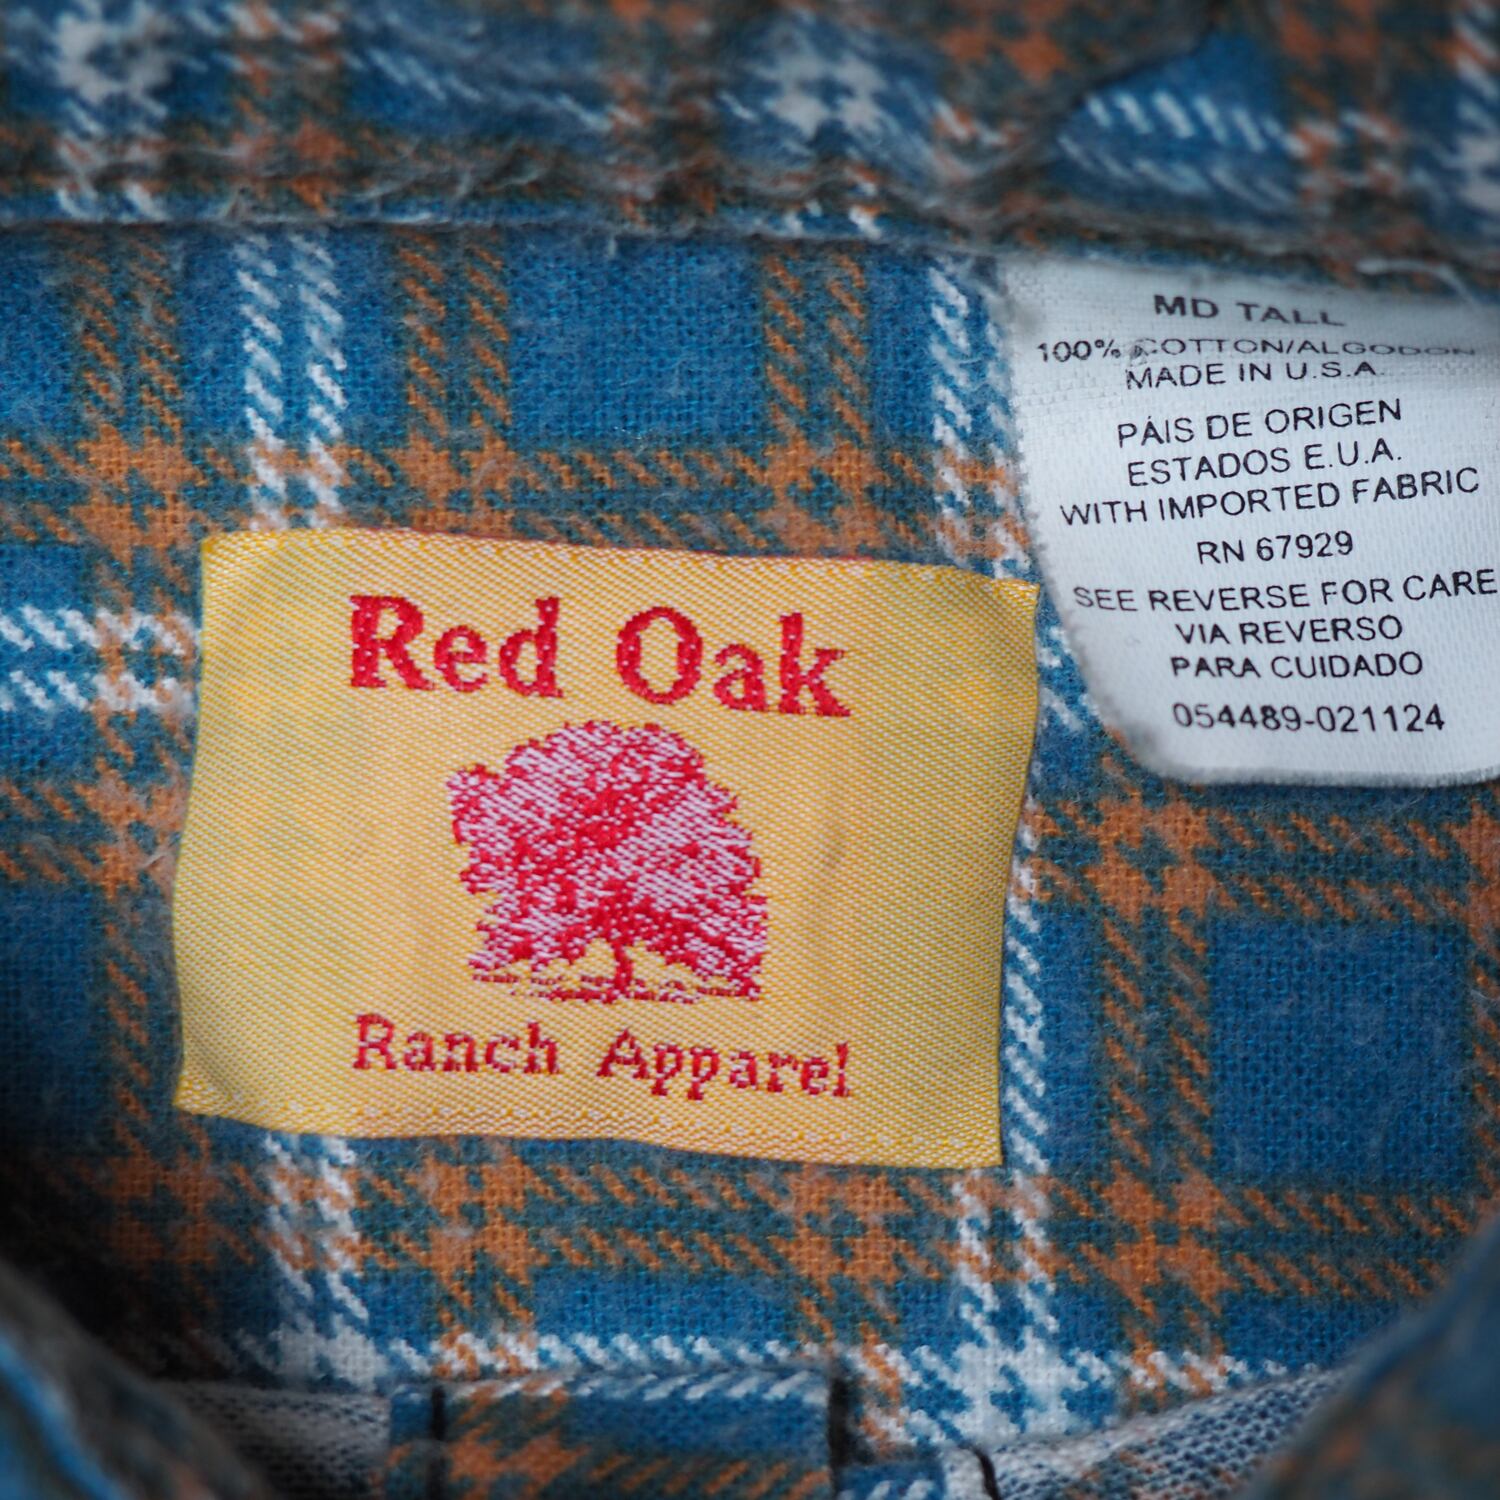 Red Oak
Ranch Apparel
MD TALL
100% COTTON/ALGODON
MADE IN U.S.A.
PAÍS DE ORIGEN
ESTADOS E.U.A.
WITH IMPORTED FABRIC
RN 67929
SEE REVERSE FOR CARE
VIA REVERSO
PARA CUIDADO
054489-021124